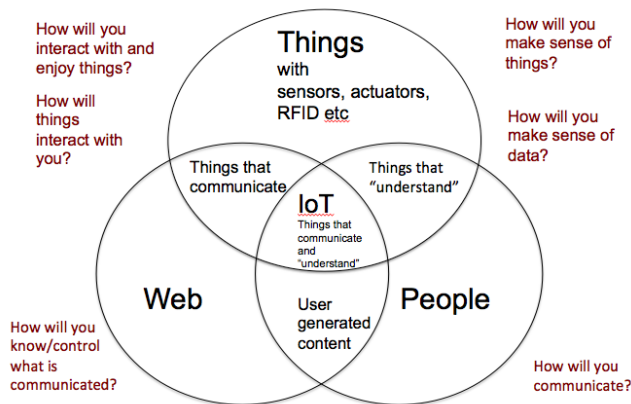 How will you
interact with and
enjoy things?
How will
things
interact with
you?
Things
with
sensors, actuators,
RFID etc
How will you
make sense of
things?
How will you
make sense of
data?
Things that
communicate
Things that
“understand”
IoT
Things that
communicate
and
“understand”
Web
User
generated
content
People
How will you
know/control
what is
communicated?
How will you
communicate?